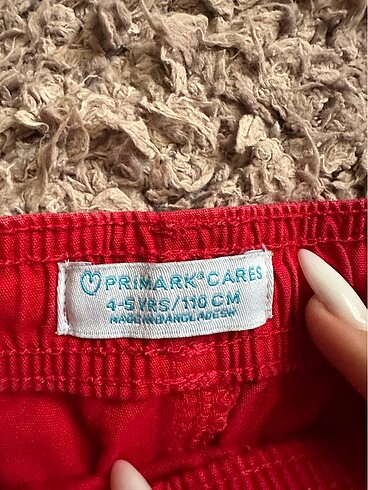 PRIMARK® CARES
4-5 YRS/110 CM
MADE IN BANGLADESH